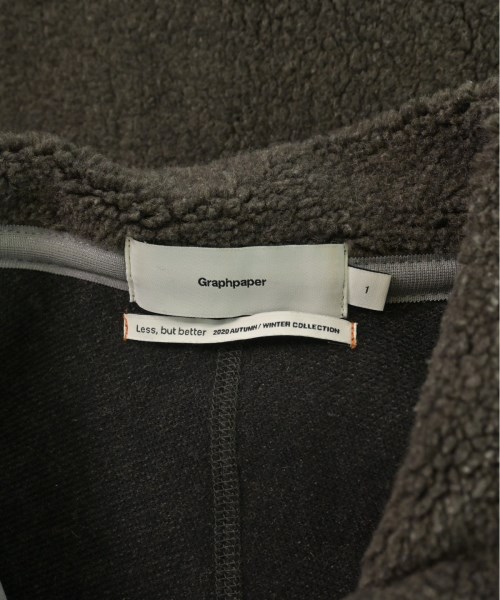 Graphpaper
1
Less, but better 2020 AUTUMN / WINTER COLLECTION